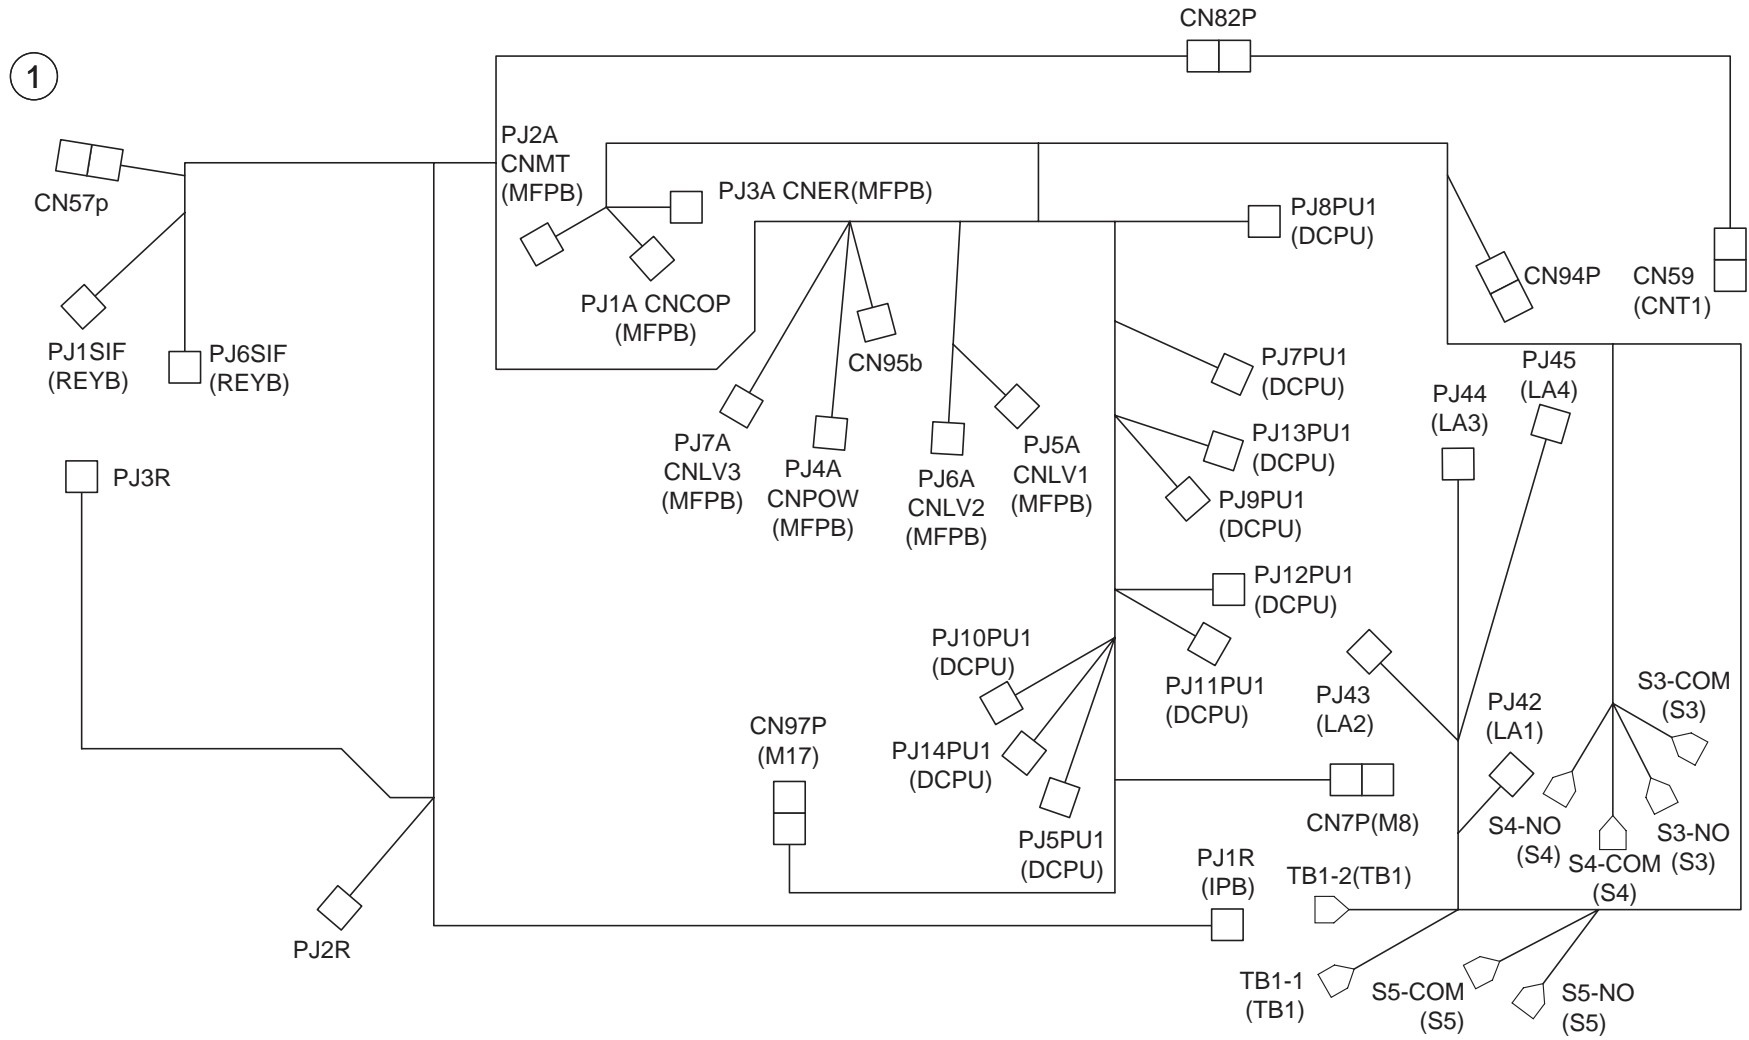 CN82P
1
PJ2A
CNMT
(MFPB)
CN57p
PJ3A CNER(MFPB)
PJ8PU1
(DCPU)
CN94P
CN59
(CNT1)
PJ1A CNCOP
(MFPB)
PJ1SIF
(REYB)
PJ6SIF
(REYB)
CN95b
PJ7PU1
(DCPU)
PJ45
(LA4)
PJ44
(LA3)
PJ3R
PJ7A
CNLV3
(MFPB)
PJ4A
CNPOW
(MFPB)
PJ6A
CNLV2
(MFPB)
PJ5A
CNLV1
(MFPB)
PJ13PU1
(DCPU)
PJ9PU1
(DCPU)
PJ12PU1
(DCPU)
PJ10PU1
(DCPU)
PJ11PU1
(DCPU)
PJ43
(LA2)
PJ42
(LA1)
S3-COM
(S3)
CN97P
(M17)
PJ14PU1
(DCPU)
PJ5PU1
(DCPU)
CN7P(M8)
S4-NO
(S4)
S4-COM
(S4)
S3-NO
(S3)
PJ1R
(IPB)
TB1-2(TB1)
PJ2R
TB1-1
(TB1)
S5-COM
(S5)
S5-NO
(S5)